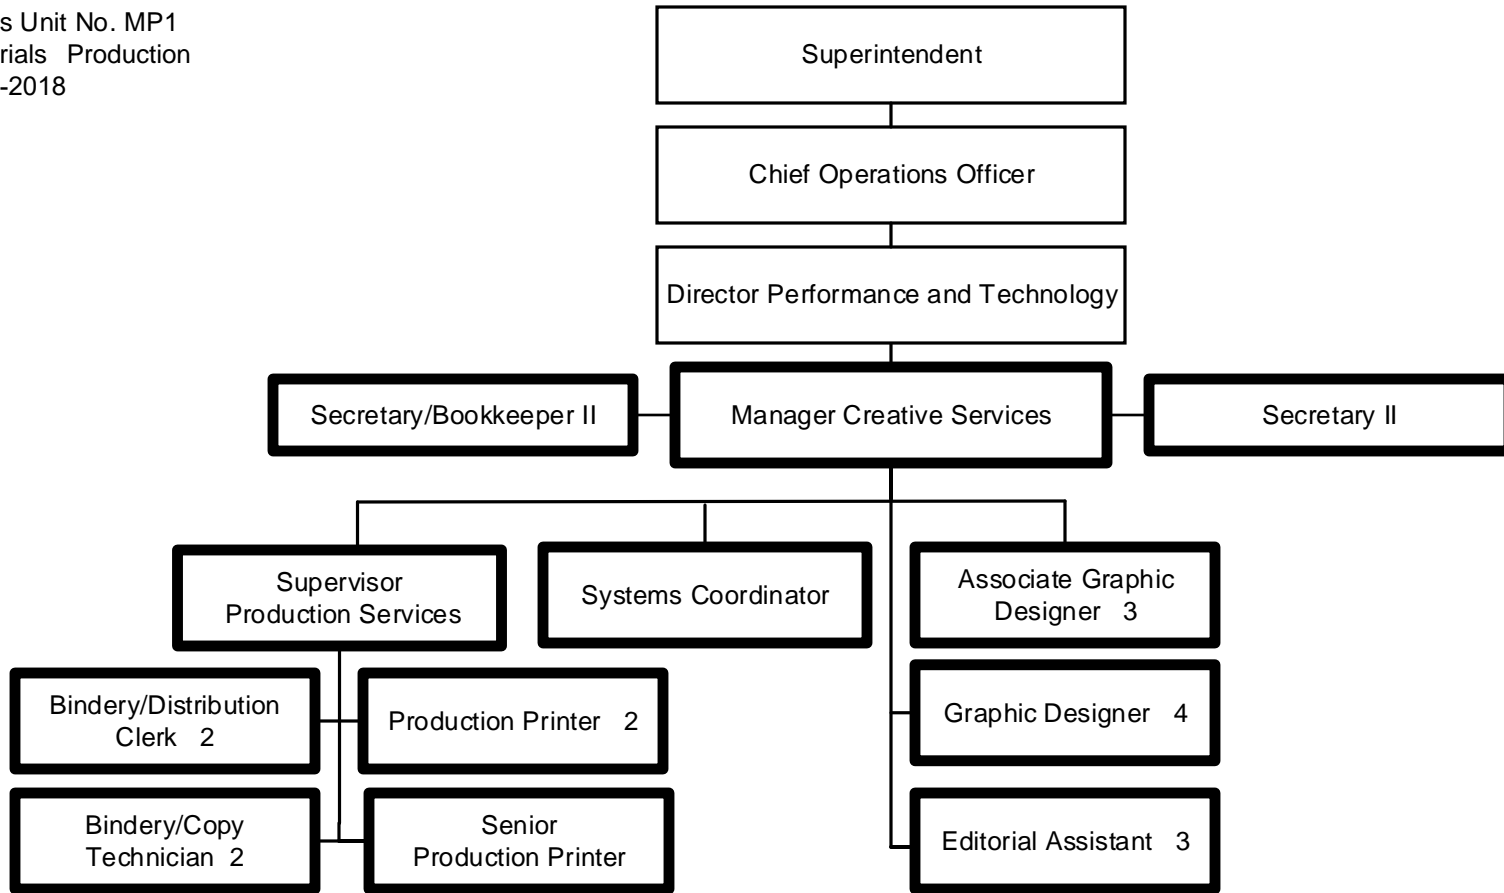 s Unit No. MP1
rials Production
-2018
Superintendent
Chief Operations Officer
Director Performance and Technology
Secretary/Bookkeeper II
Manager Creative Services
Secretary II
Supervisor
Production Services
Systems Coordinator
Associate Graphic
Designer 3
Bindery/Distribution
Clerk 2
Production Printer 2
Graphic Designer 4
Bindery/Copy
Technician 2
Senior
Production Printer
Editorial Assistant 3